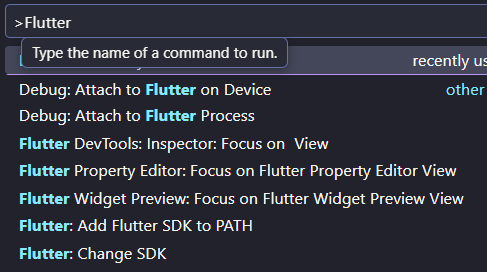 >Flutter
Type the name of a command to run.
recently us
Debug: Attach to Flutter on Device
other
Debug: Attach to Flutter Process
Flutter DevTools: Inspector: Focus on  View
Flutter Property Editor: Focus on Flutter Property Editor View
Flutter Widget Preview: Focus on Flutter Widget Preview View
Flutter: Add Flutter SDK to PATH
Flutter: Change SDK